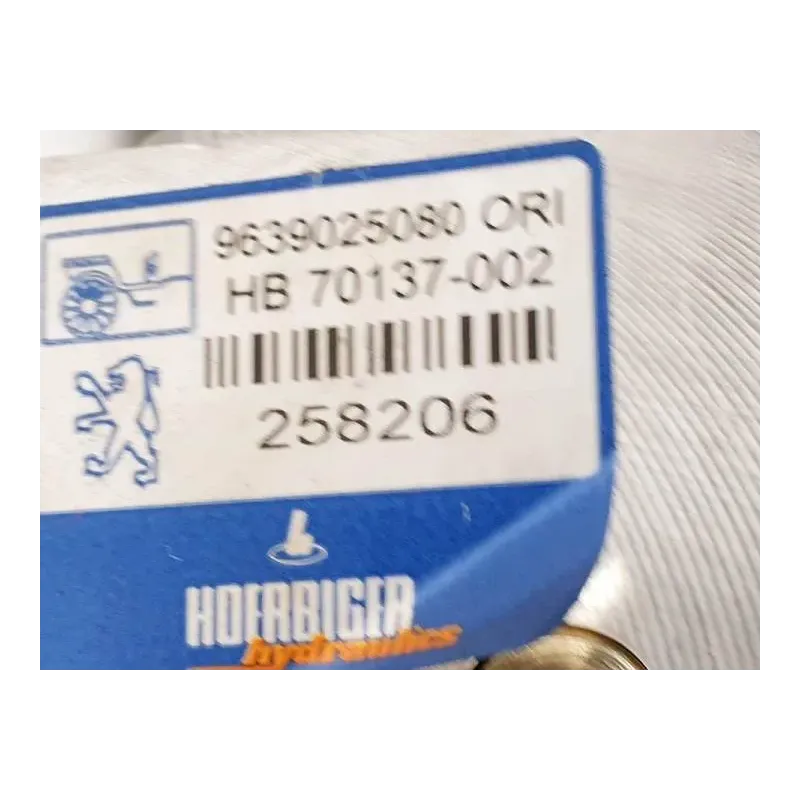 9639025080 ORI
HB 70137-002
258206
HOERBIGER
hydraulics